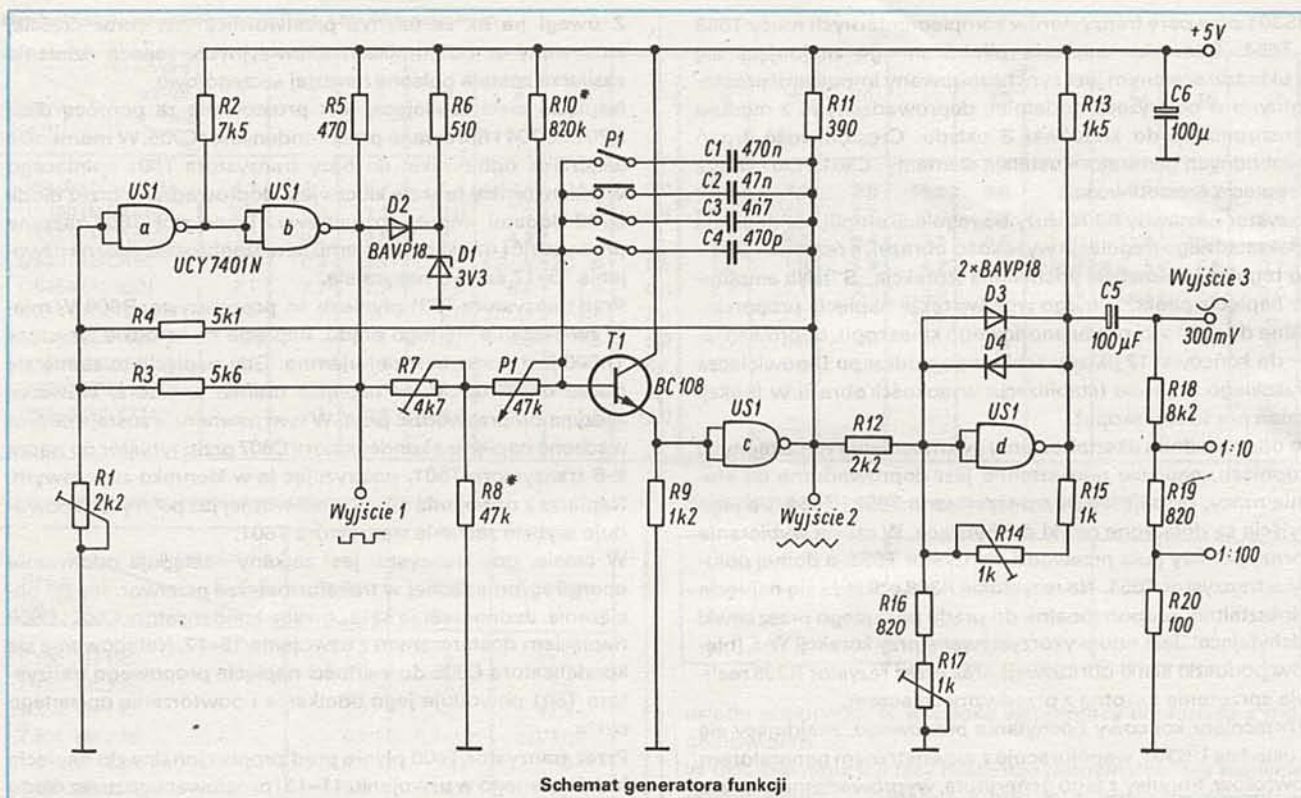 +5V
R2
7k5
R5
470
R6
510
R10*
820k
P1
C1 470n
C2 47n
C3 4n7
C4 470p
R11
390
R13
1k5
C6
100µ
US1
a
US1
b
UCY7401N
D2
BAVP18
D1
3V3
2×BAVP18
D3
D4
C5
100µF
Wyjście 3
300mV
R4 5k1
R3 5k6
R7
4k7
P1
47k
T1
BC108
US1
c
R12
2k2
US1
d
R18
8k2
1:10
R1
2k2
Wyjście 1
R8*
47k
R9
1k2
Wyjście 2
R15
1k
R14
1k
R19
820
1:100
R16
820
R17
1k
R20
100
Schemat generatora funkcji